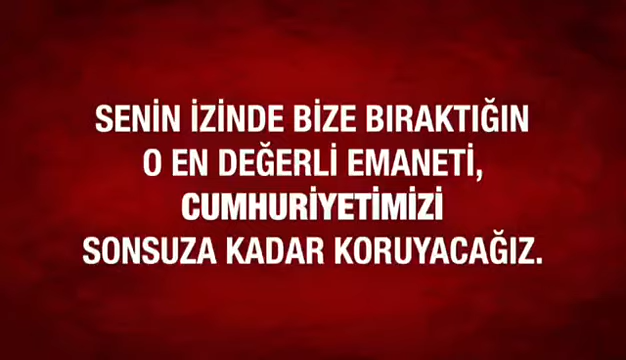 SENİN İZİNDE BİZE BIRAKTIĞIN
O EN DEĞERLİ EMANETİ,
CUMHURİYETİMİZİ
SONSUZA KADAR KORUYACAĞIZ.